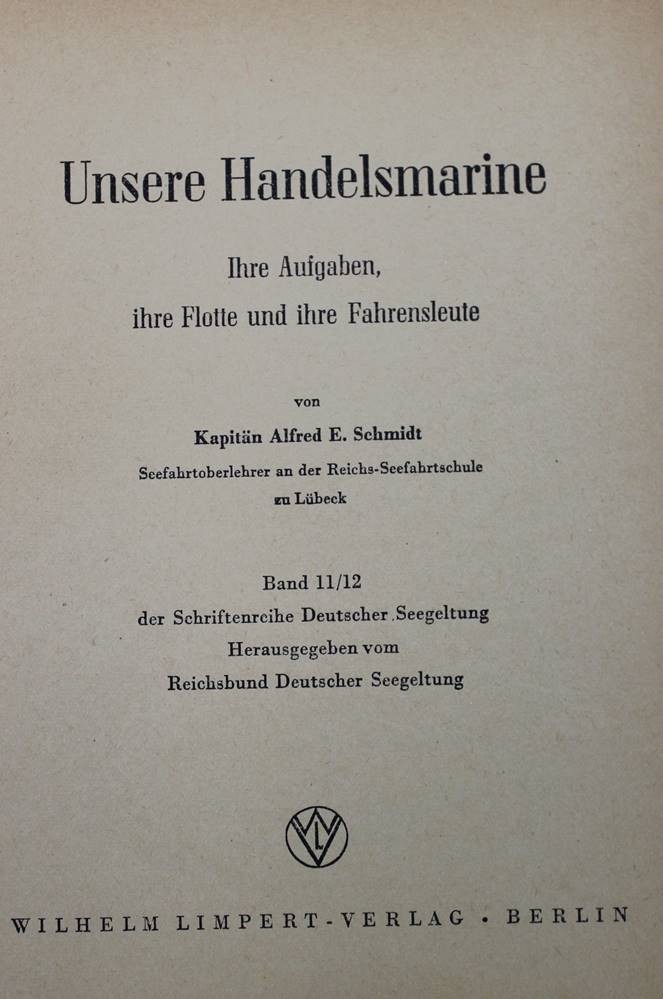 Unsere Handelsmarine
Ihre Aufgaben,
ihre Flotte und ihre Fahrensleute
von
Kapitän Alfred E. Schmidt
Seefahrtoberlehrer an der Reichs-Seefahrtschule
zu Lübeck
Band 11/12
der Schriftenreihe Deutscher Seegeltung
Herausgegeben vom
Reichsbund Deutscher Seegeltung
WLV
WILHELM LIMPERT-VERLAG • BERLIN